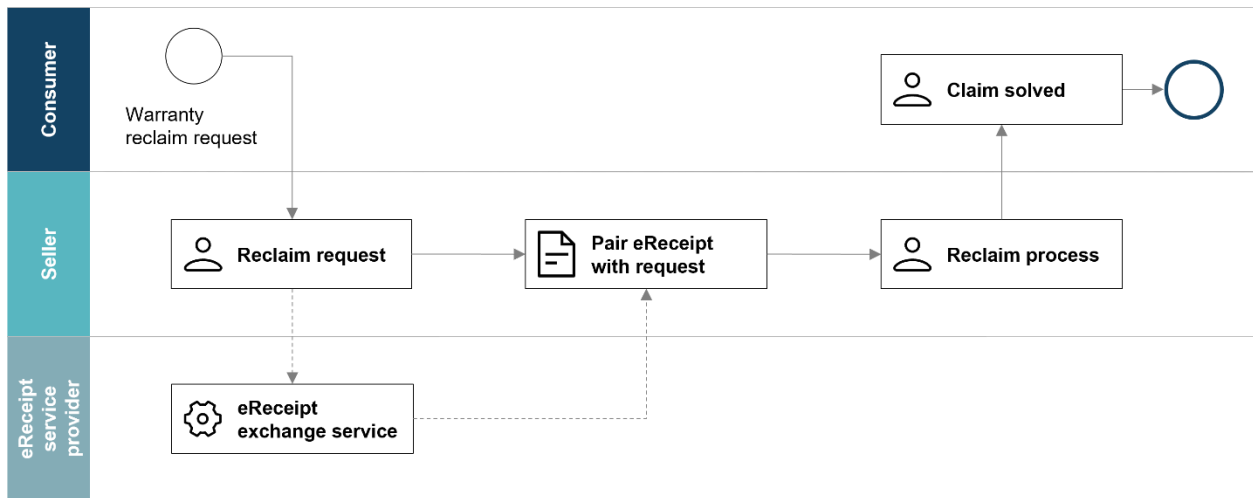 Consumer
Warranty
reclaim request
Claim solved
Seller
Reclaim request
Pair eReceipt
with request
Reclaim process
eReceipt
service
provider
eReceipt
exchange service